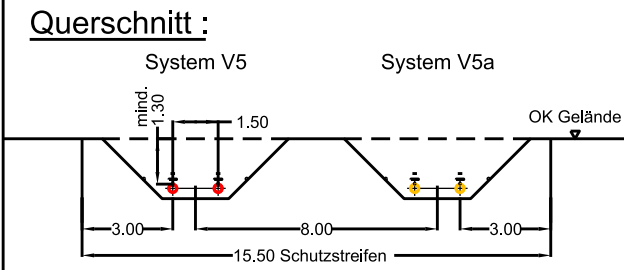 Querschnitt :
System V5 System V5a
mind.
1.30
1.50
OK Gelände
3.00 8.00 3.00
15.50 Schutzstreifen